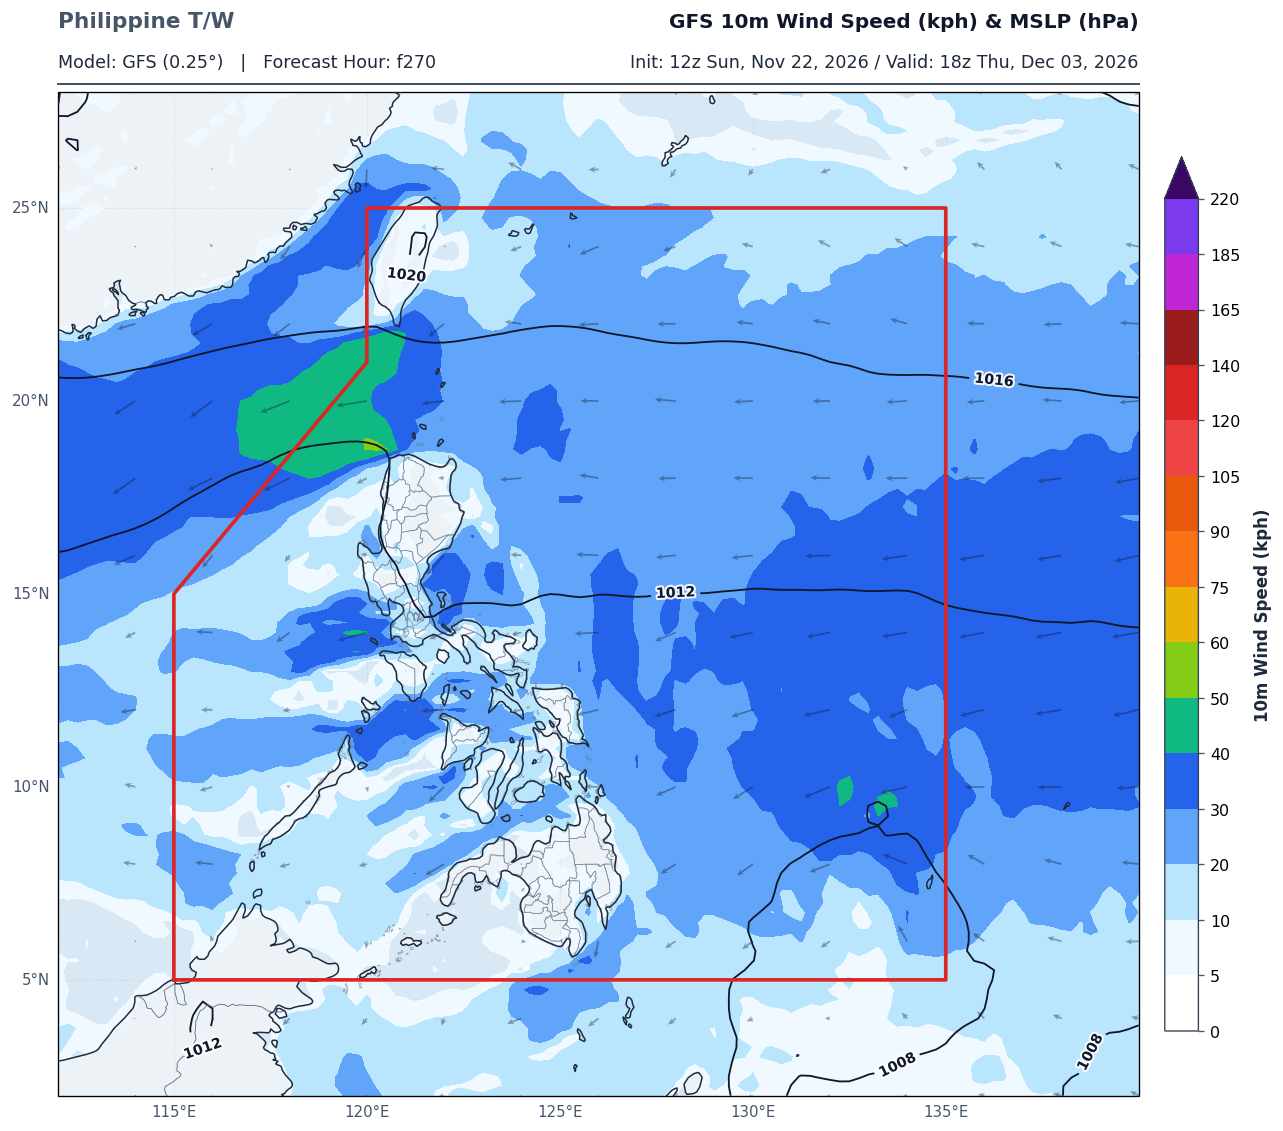 Philippine T/W
GFS 10m Wind Speed (kph) & MSLP (hPa)
Model: GFS (0.25°)   |   Forecast Hour: f270
Init: 12z Sun, Nov 22, 2026 / Valid: 18z Thu, Dec 03, 2026
25°N
20°N
15°N
10°N
5°N
115°E
120°E
125°E
130°E
135°E
1020
1016
1012
1012
1008
1008
220
185
165
140
120
105
90
75
60
50
40
30
20
10
5
0
10m Wind Speed (kph)